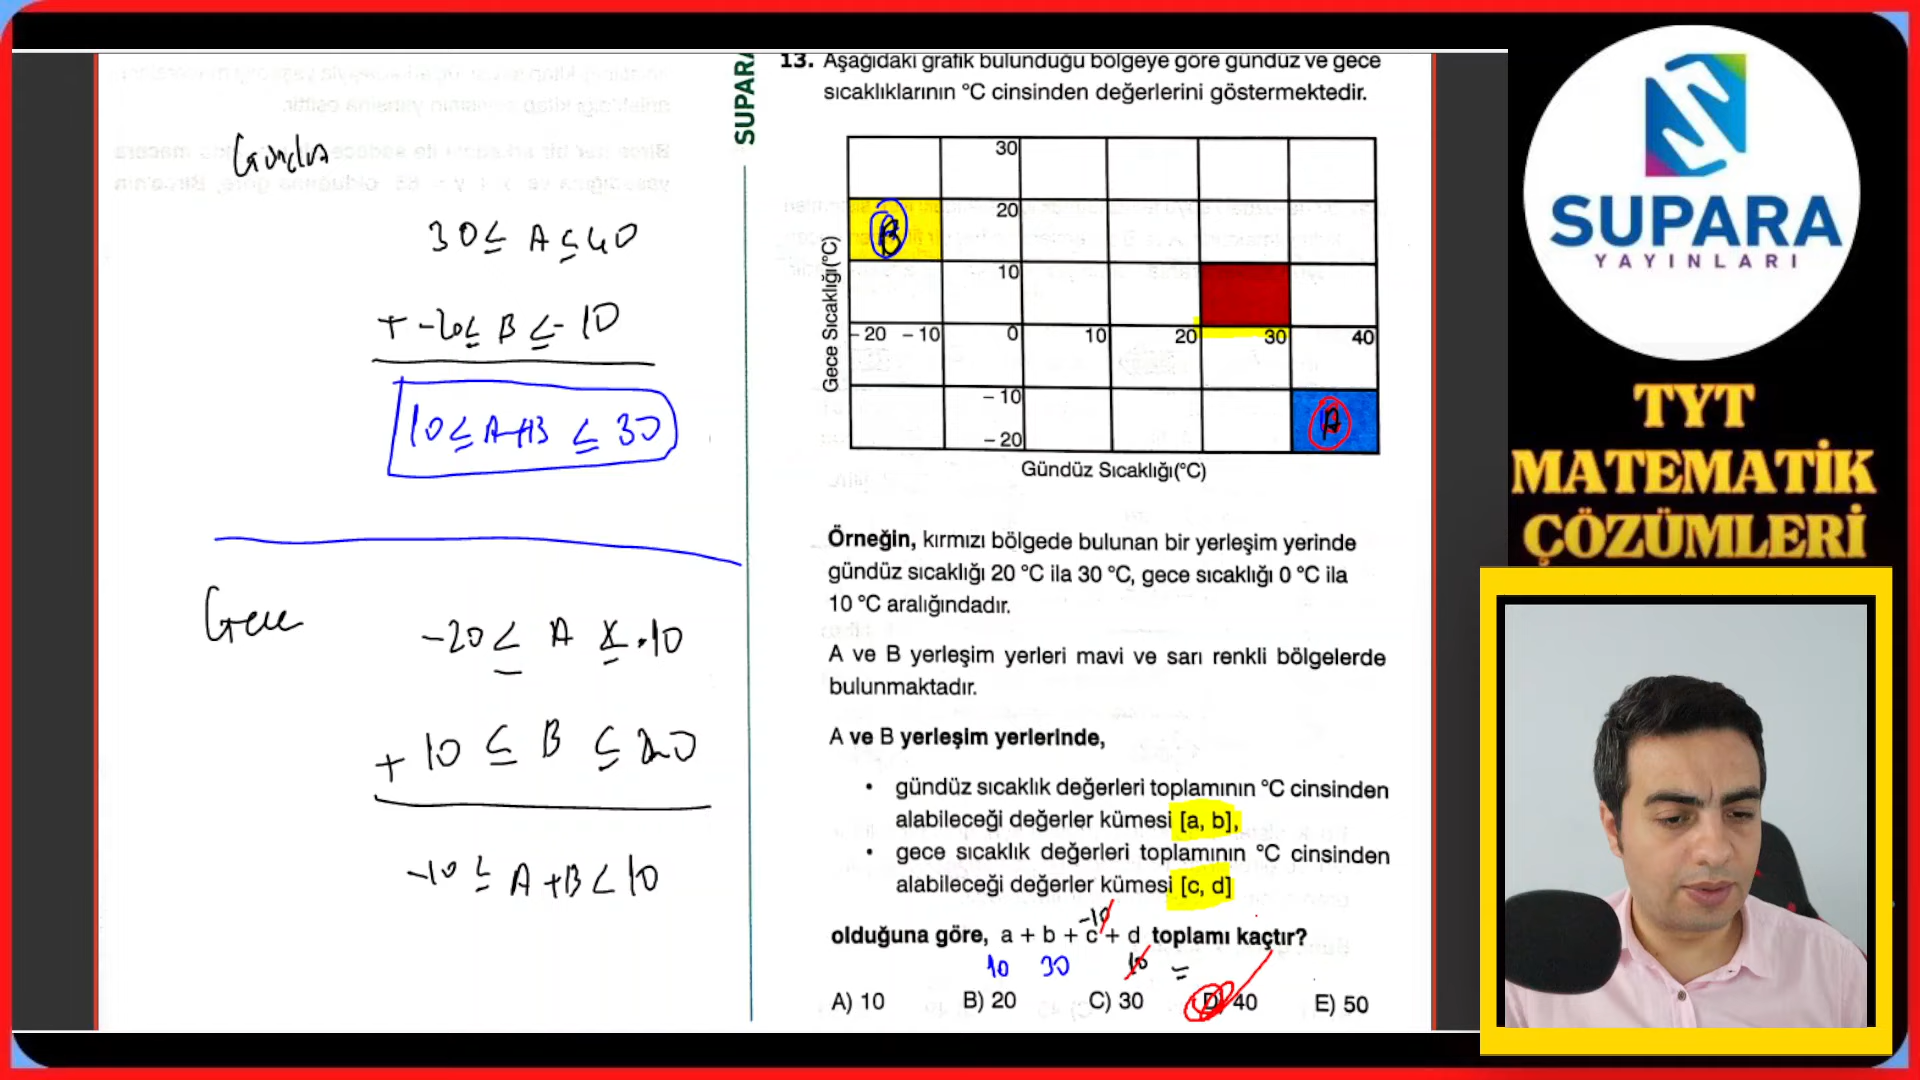 Gündüz
30 ≤ A ≤ 40
+ -20 ≤ B ≤ -10
10 ≤ A+B ≤ 30
Gece
-20 ≤ A ≤ -10
+ 10 ≤ B ≤ 20
-10 ≤ A+B < 10
SUPARA
13. Aşağıdaki grafik bulunduğu bölgeye göre gündüz ve gece
sıcaklıklarının °C cinsinden değerlerini göstermektedir.
Gece Sıcaklığı(°C)
30
B
20
10
- 20 - 10 0 10 20 30 40
- 10
A
- 20
Gündüz Sıcaklığı(°C)
Örneğin, kırmızı bölgede bulunan bir yerleşim yerinde
gündüz sıcaklığı 20 °C ila 30 °C, gece sıcaklığı 0 °C ila
10 °C aralığındadır.
A ve B yerleşim yerleri mavi ve sarı renkli bölgelerde
bulunmaktadır.
A ve B yerleşim yerlerinde,
• gündüz sıcaklık değerleri toplamının °C cinsinden
alabileceği değerler kümesi [a, b],
• gece sıcaklık değerleri toplamının °C cinsinden
alabileceği değerler kümesi [c, d]
-10
olduğuna göre, a + b + c + d toplamı kaçtır?
10 30 10 =
A) 10 B) 20 C) 30 D) 40 E) 50
SUPARA
YAYINLARI
TYT
MATEMATİK
ÇÖZÜMLERİ